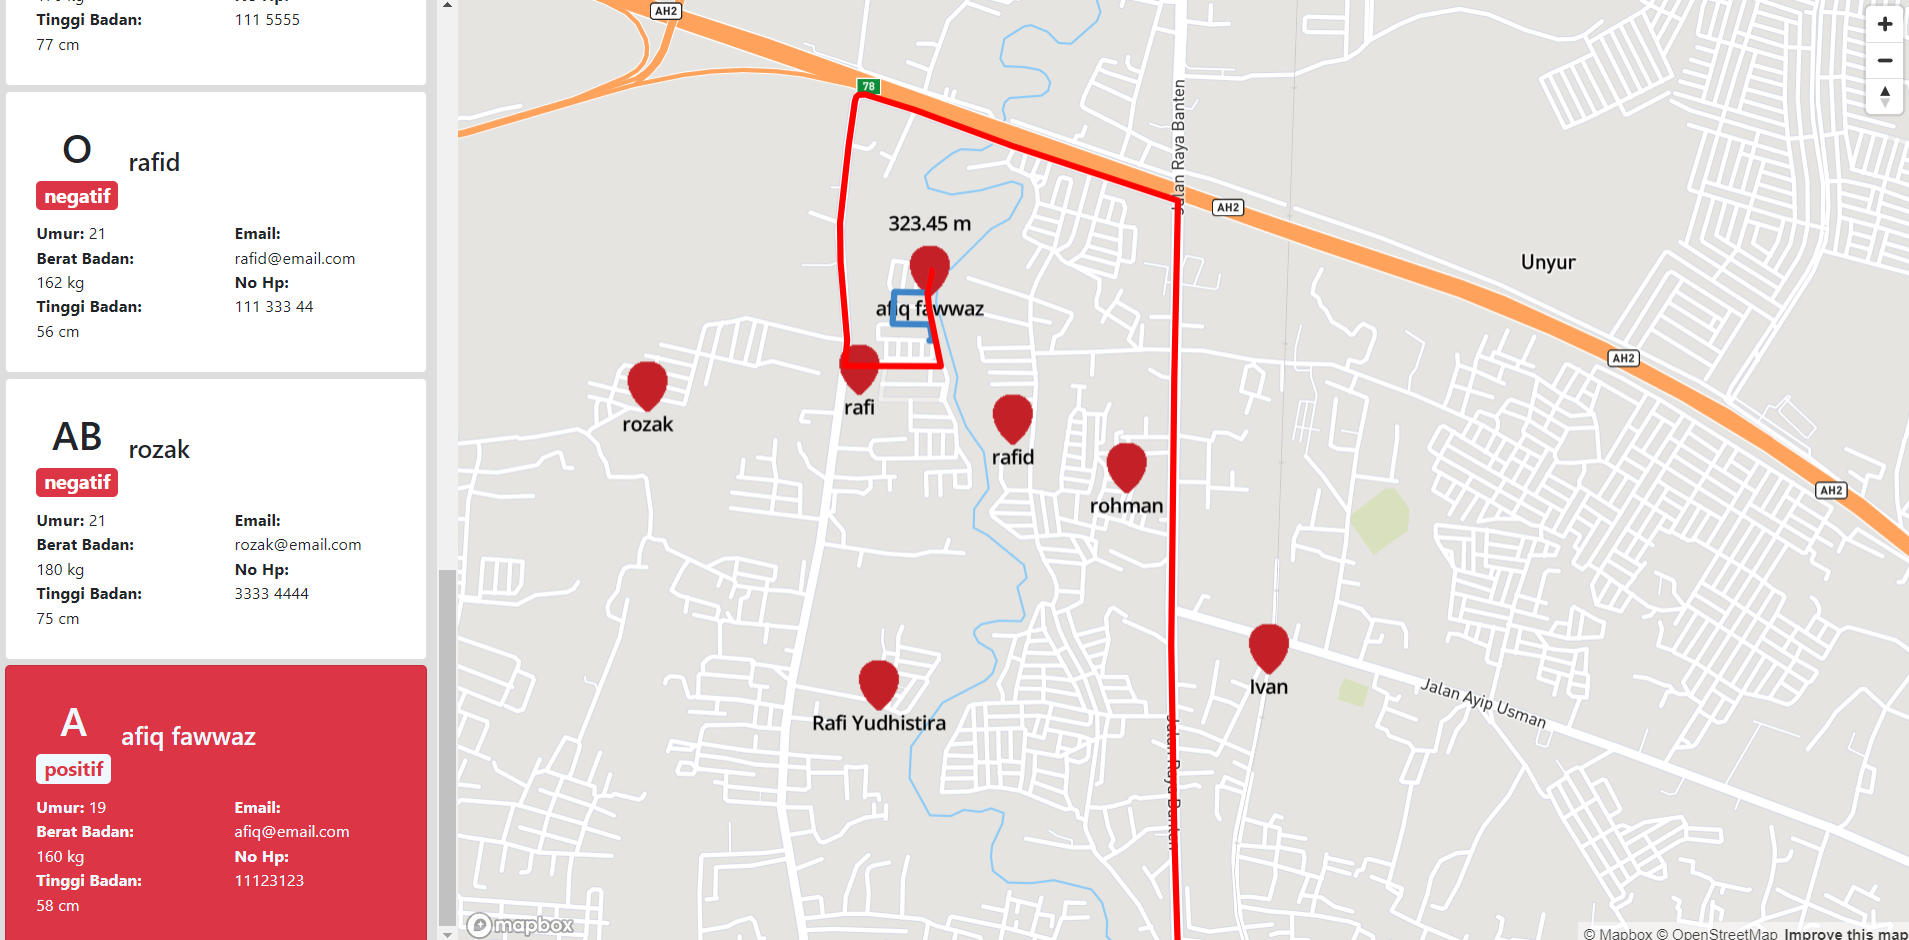 No Hp:
Tinggi Badan:
111 5555
77 cm
O
rafid
negatif
Umur: 21
Email:
Berat Badan:
rafid@email.com
162 kg
No Hp:
Tinggi Badan:
111 333 44
56 cm
AB
rozak
negatif
Umur: 21
Email:
Berat Badan:
rozak@email.com
180 kg
No Hp:
Tinggi Badan:
3333 4444
75 cm
A
afiq fawwaz
positif
Umur: 19
Email:
Berat Badan:
afiq@email.com
160 kg
No Hp:
Tinggi Badan:
11123123
58 cm
AH2
78
Jalan Raya Banten
AH2
323.45 m
Unyur
afiq fawwaz
AH2
rafi
rozak
rafid
AH2
rohman
Ivan
Jalan Ayip Usman
Rafi Yudhistira
Jalan Raya Banten
mapbox
© Mapbox © OpenStreetMap Improve this map